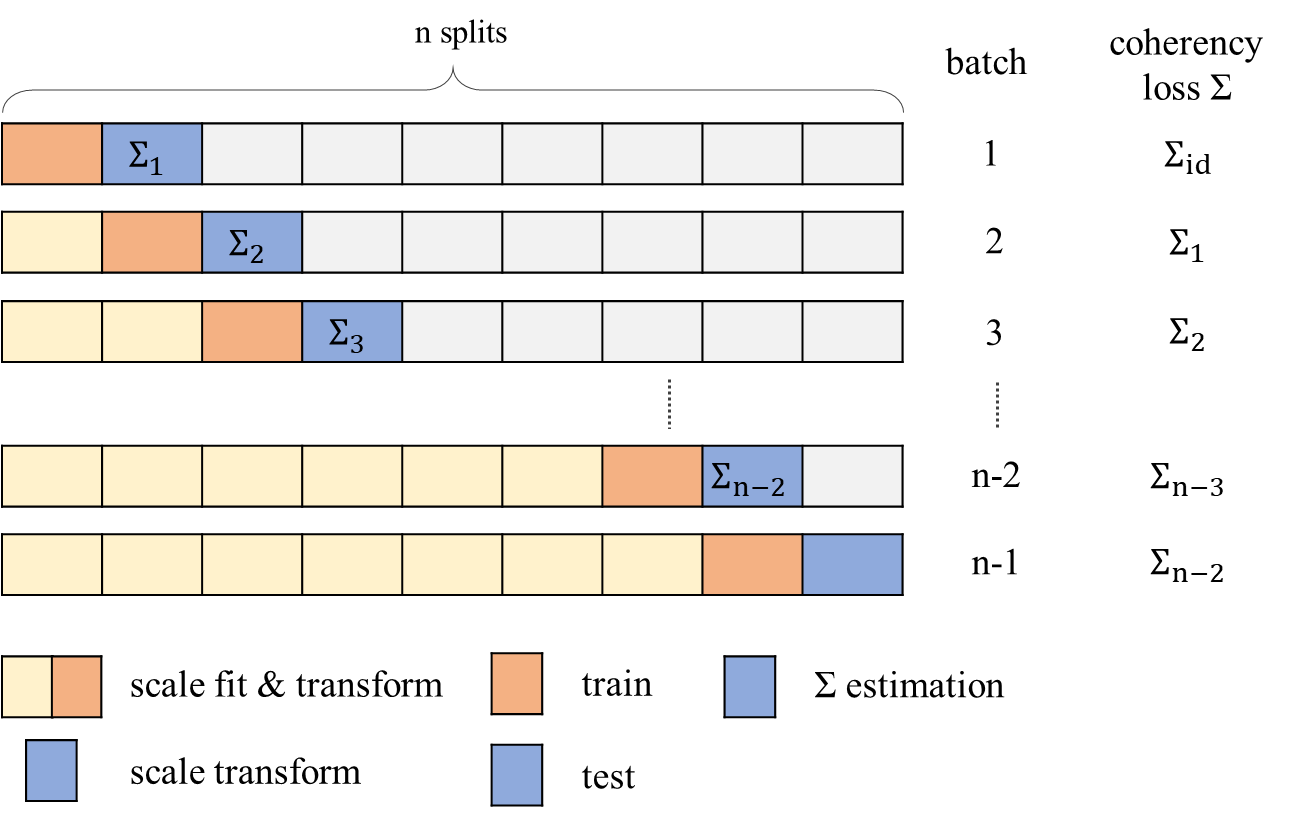 n splits
batch
coherency
loss Σ
Σ₁
1
Σid
Σ₂
2
Σ₁
Σ₃
3
Σ₂
Σn−2
n-2
Σn−3
n-1
Σn−2
scale fit & transform
train
Σ estimation
scale transform
test